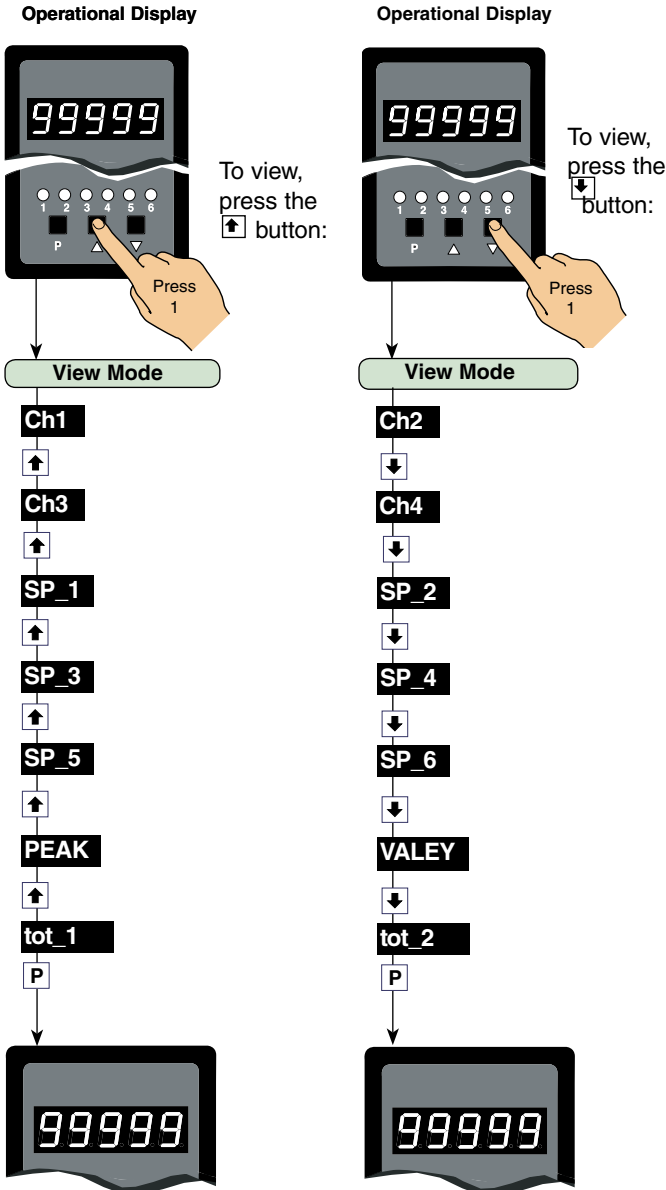 Operational Display
99999
To view,
press the
↑ button:
1 2 3 4 5 6
P △ ▽
Press
1
View Mode
Ch1
↑
Ch3
↑
SP_1
↑
SP_3
↑
SP_5
↑
PEAK
↑
tot_1
P
99999
Operational Display
99999
To view,
press the
↓
button:
1 2 3 4 5 6
P △ ▽
Press
1
View Mode
Ch2
↓
Ch4
↓
SP_2
↓
SP_4
↓
SP_6
↓
VALEY
↓
tot_2
P
99999